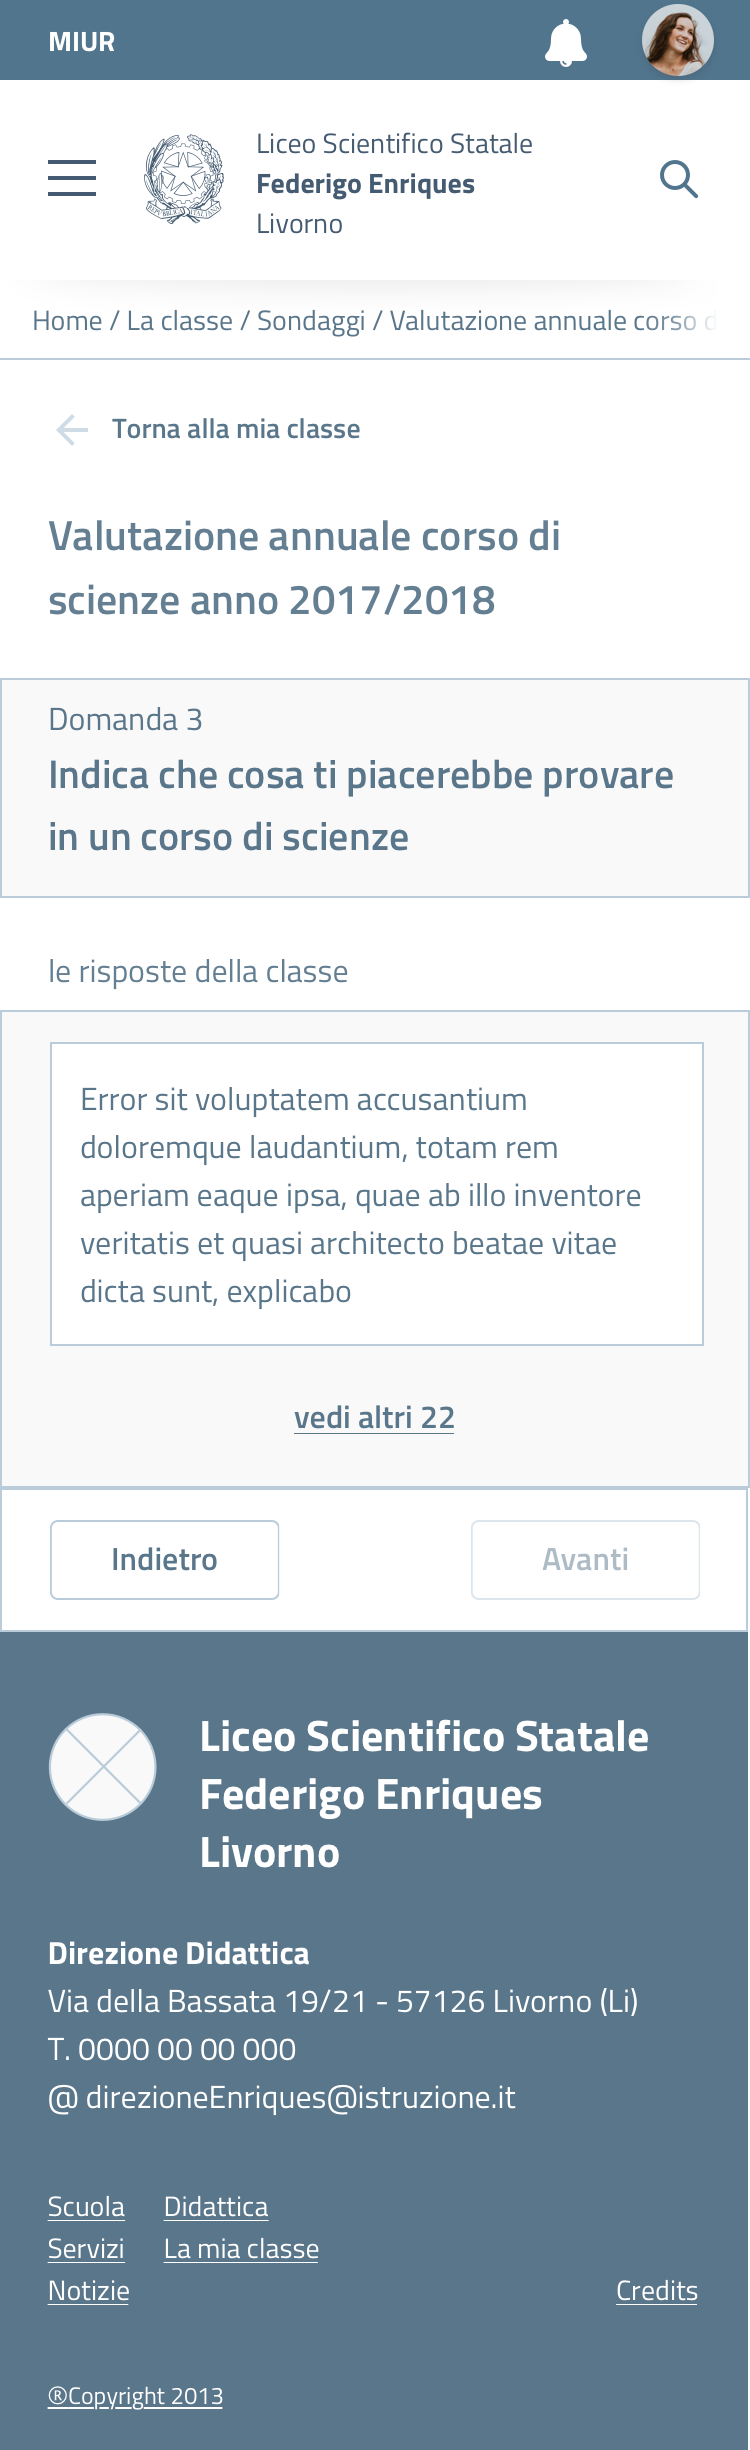 MIUR
Liceo Scientifico Statale
Federigo Enriques
Livorno
REPVBBLICA ITALIANA
Home / La classe / Sondaggi / Valutazione annuale corso d
Torna alla mia classe
Valutazione annuale corso di
scienze anno 2017/2018
Domanda 3
Indica che cosa ti piacerebbe provare
in un corso di scienze
le risposte della classe
Error sit voluptatem accusantium
doloremque laudantium, totam rem
aperiam eaque ipsa, quae ab illo inventore
veritatis et quasi architecto beatae vitae
dicta sunt, explicabo
vedi altri 22
Indietro
Avanti
Liceo Scientifico Statale
Federigo Enriques
Livorno
Direzione Didattica
Via della Bassata 19/21 - 57126 Livorno (Li)
T. 0000 00 00 000
@ direzioneEnriques@istruzione.it
Scuola Didattica
Servizi La mia classe
Notizie Credits
®Copyright 2013